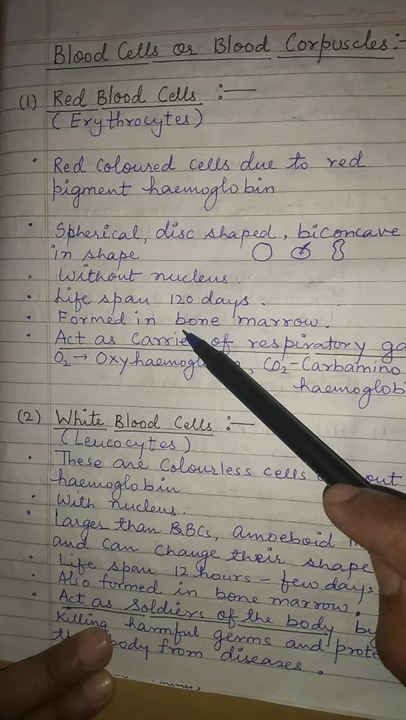 Blood Cells or Blood Corpuscles:-
(1) Red Blood Cells :—
(Erythrocytes)
• Red coloured cells due to red
pigment haemoglobin
• Spherical, disc shaped, biconcave
in shape
• Without nucleus.
• Life span 120 days.
• Formed in bone marrow.
• Act as carrie of respiratory ga
O2 → Oxyhaemog , CO2-Carbamino
haemoglob
(2) White Blood Cells :—
(Leucocytes)
• These are colourless cells out
haemoglobin
• With nucleus.
• Larger than RBCs, amoeboid
and can change their shape
• Life span 12 hours - few days
• Also formed in bone marrow.
• Act as soldiers of the body by
killing harmful germs and prote
body from diseases.